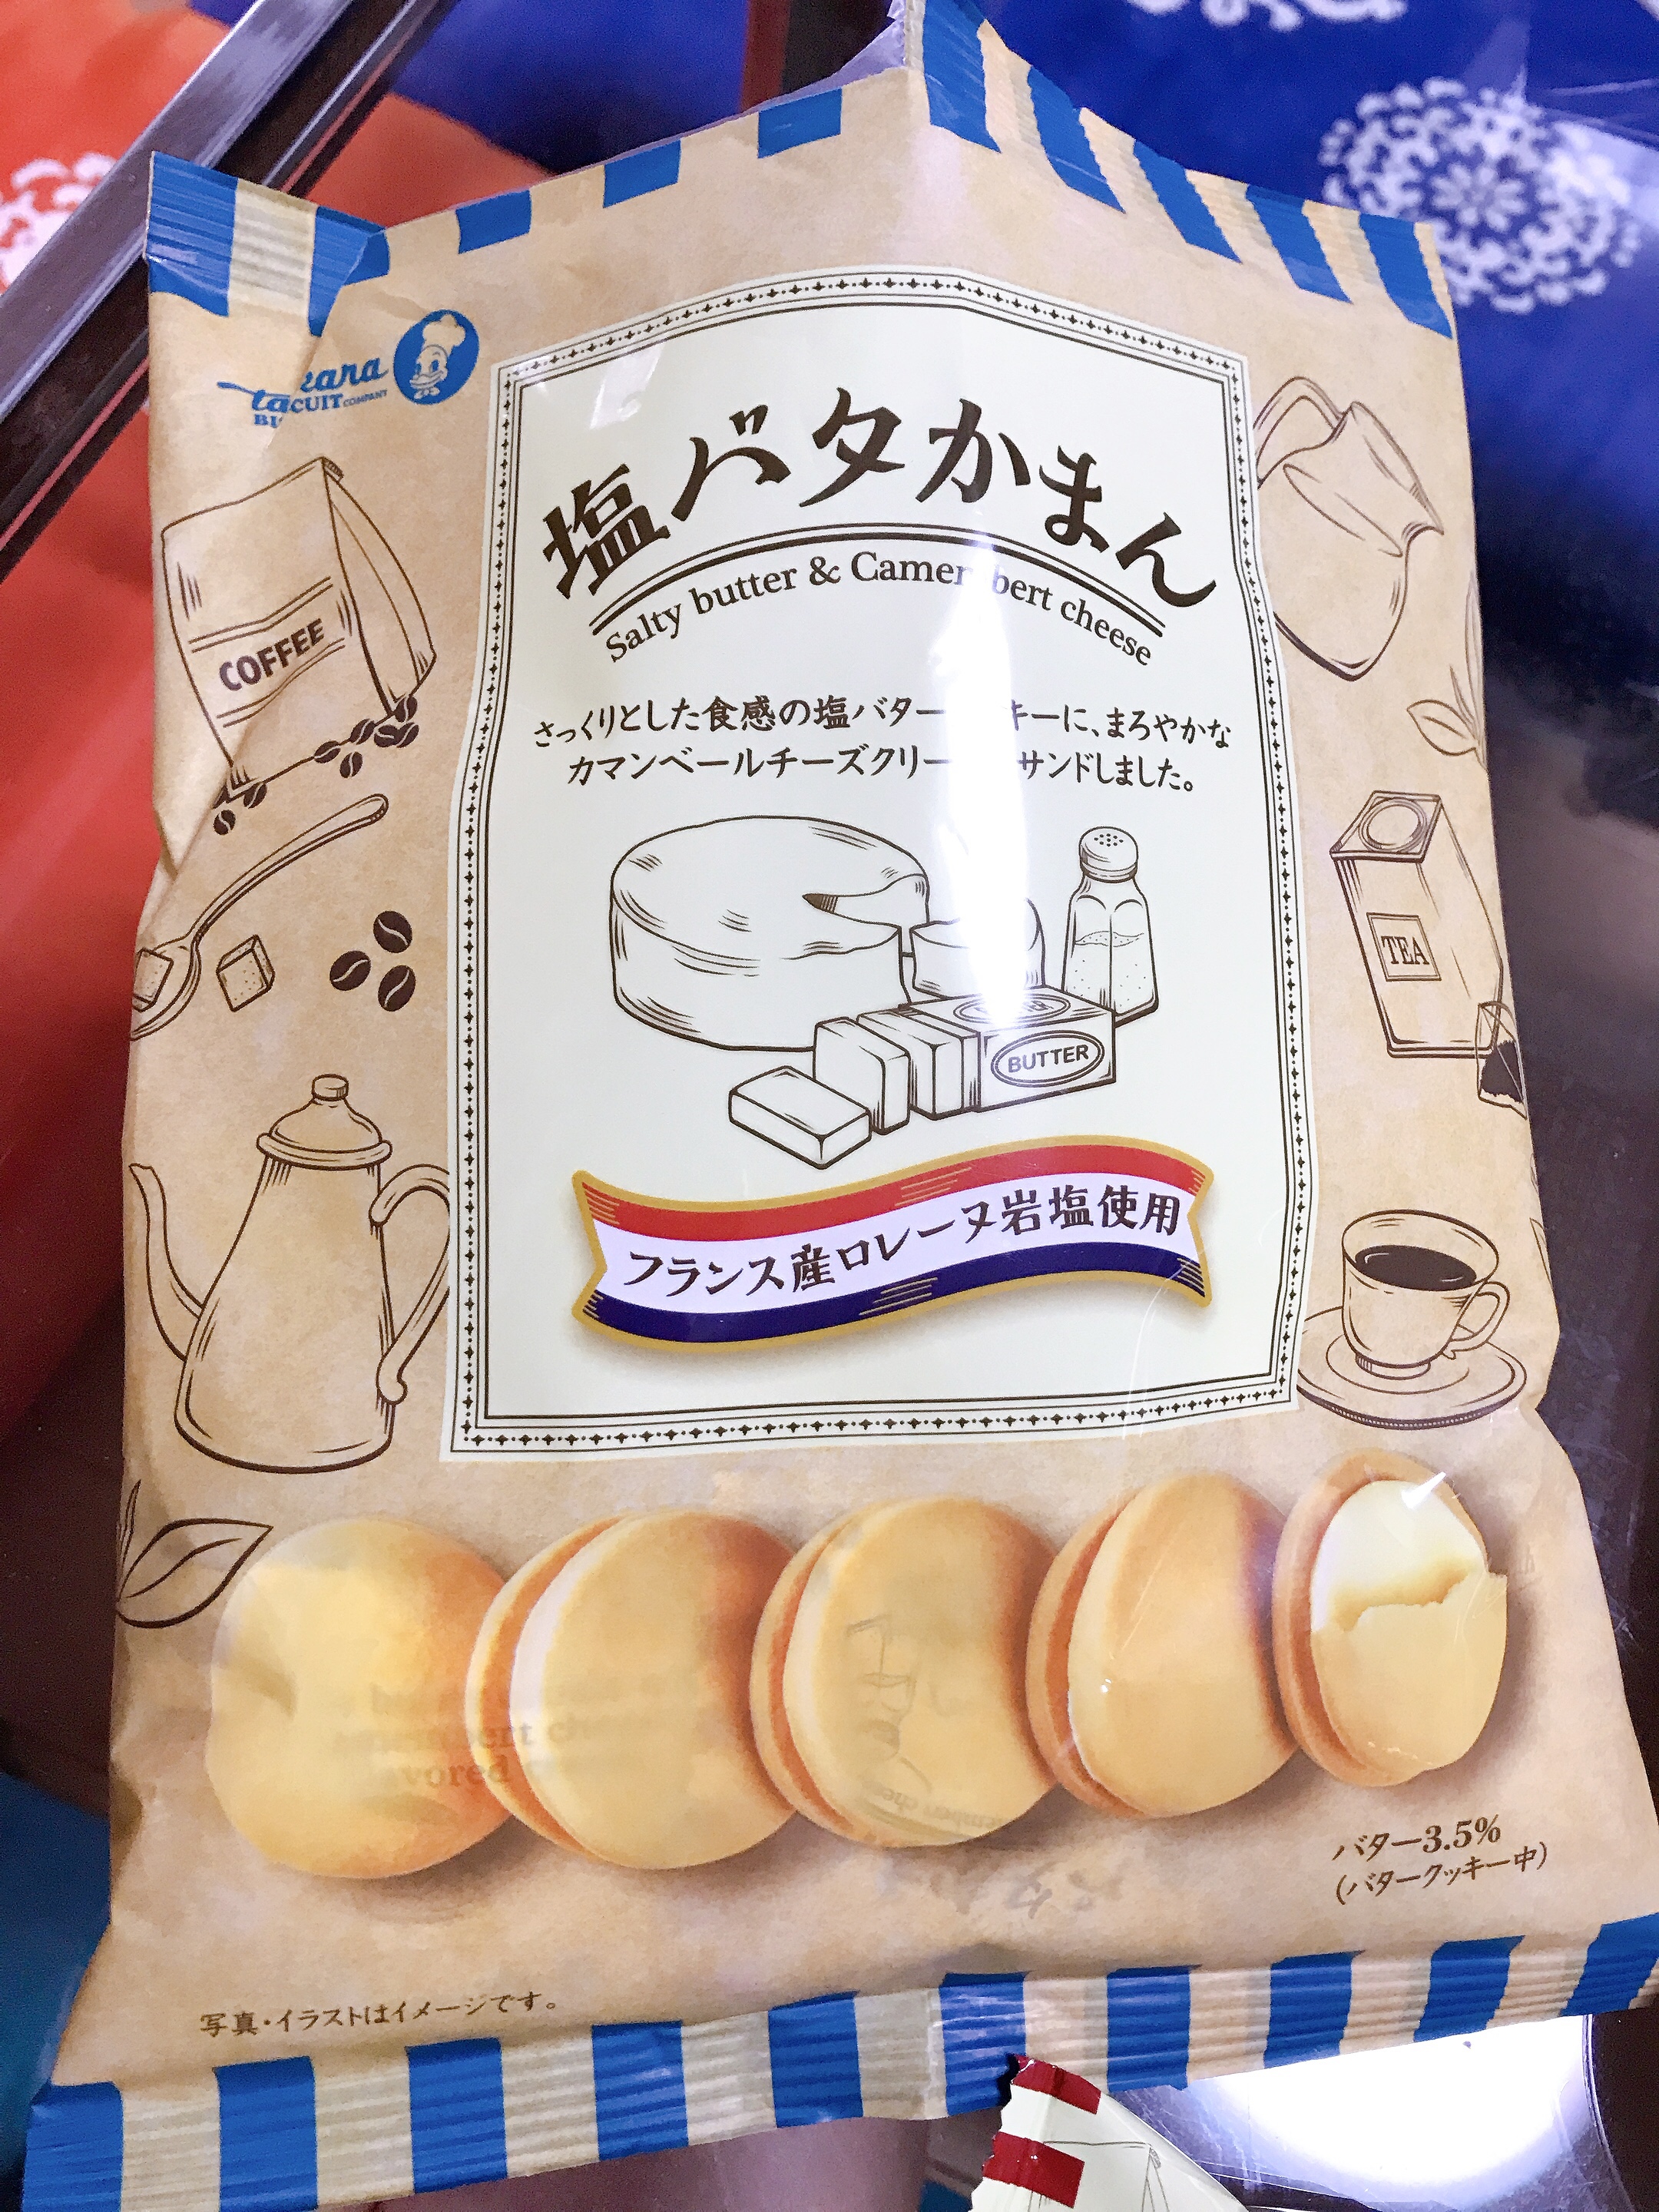 takara
BISCUIT COMPANY
塩バタかまん
Salty butter & Camembert cheese
さっくりとした食感の塩バタークッキーに、まろやかな
カマンベールチーズクリームをサンドしました。
COFFEE
TEA
BUTTER
フランス産ロレーヌ岩塩使用
バター3.5%
(バタークッキー中)
写真・イラストはイメージです。